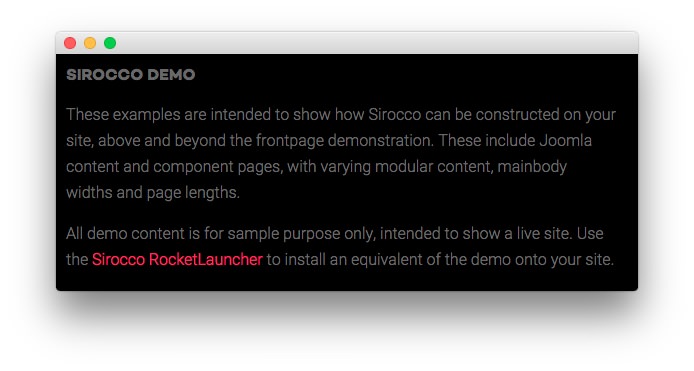 SIROCCO DEMO
These examples are intended to show how Sirocco can be constructed on your
site, above and beyond the frontpage demonstration. These include Joomla
content and component pages, with varying modular content, mainbody
widths and page lengths.
All demo content is for sample purpose only, intended to show a live site. Use
the Sirocco RocketLauncher to install an equivalent of the demo onto your site.